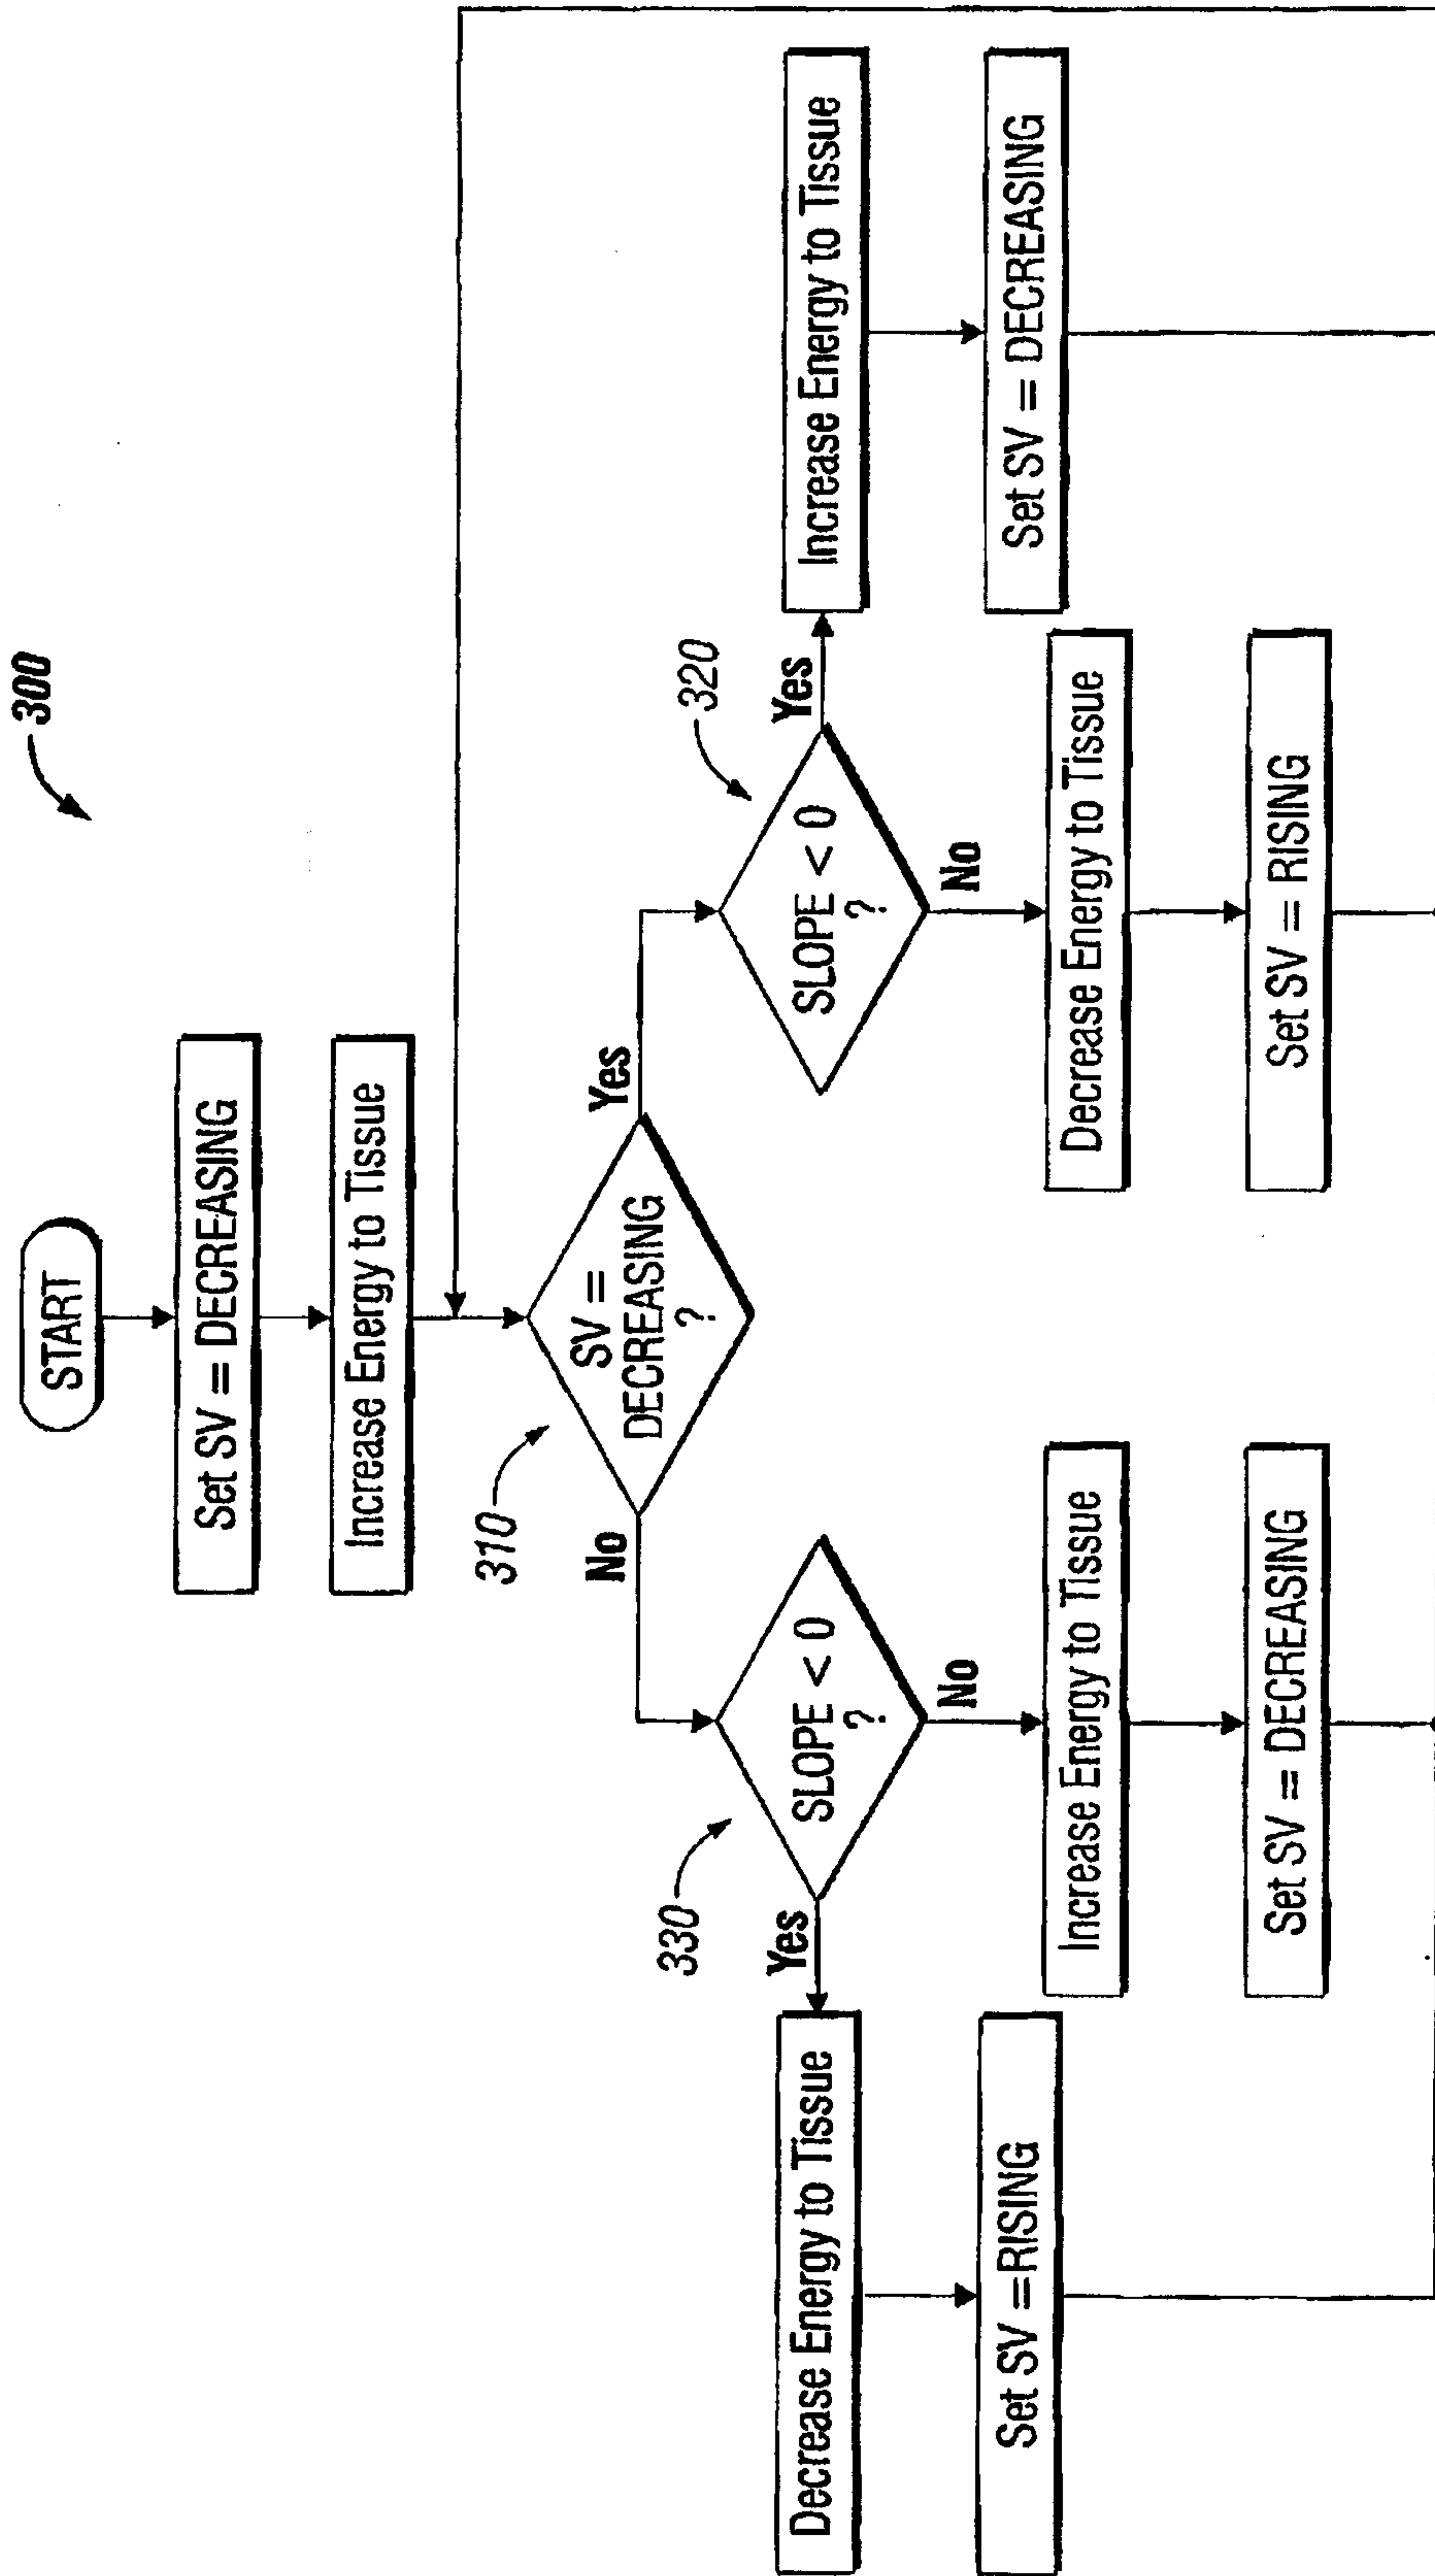 300
START
Set SV = DECREASING
Increase Energy to Tissue
310
SV =
DECREASING
?
No
Yes
330
SLOPE < 0
?
Yes
No
320
SLOPE < 0
?
Yes
No
Decrease Energy to Tissue
Set SV =RISING
Increase Energy to Tissue
Set SV = DECREASING
Decrease Energy to Tissue
Set SV = RISING
Increase Energy to Tissue
Set SV = DECREASING